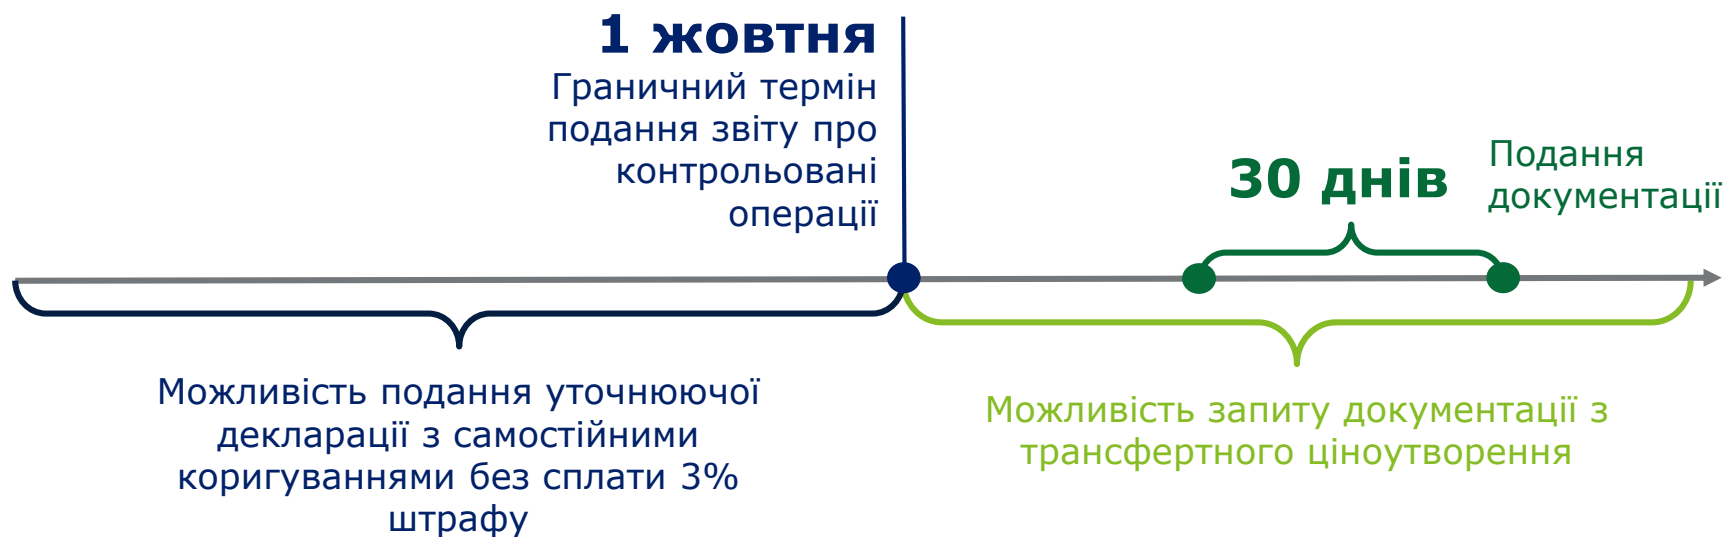 1 жовтня
Граничний термін
подання звіту про
контрольовані
операції
30 днів
Подання
документації
Можливість подання уточнюючої
декларації з самостійними
коригуваннями без сплати 3%
штрафу
Можливість запиту документації з
трансфертного ціноутворення